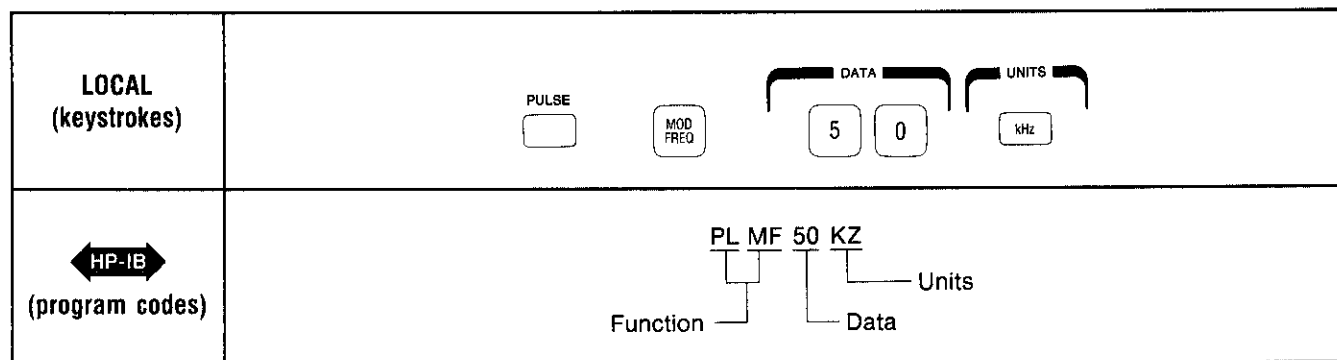 LOCAL
(keystrokes)
PULSE
MOD
FREQ
DATA
5 0
UNITS
kHz
HP-IB
(program codes)
PL MF 50 KZ
Units
Function
Data